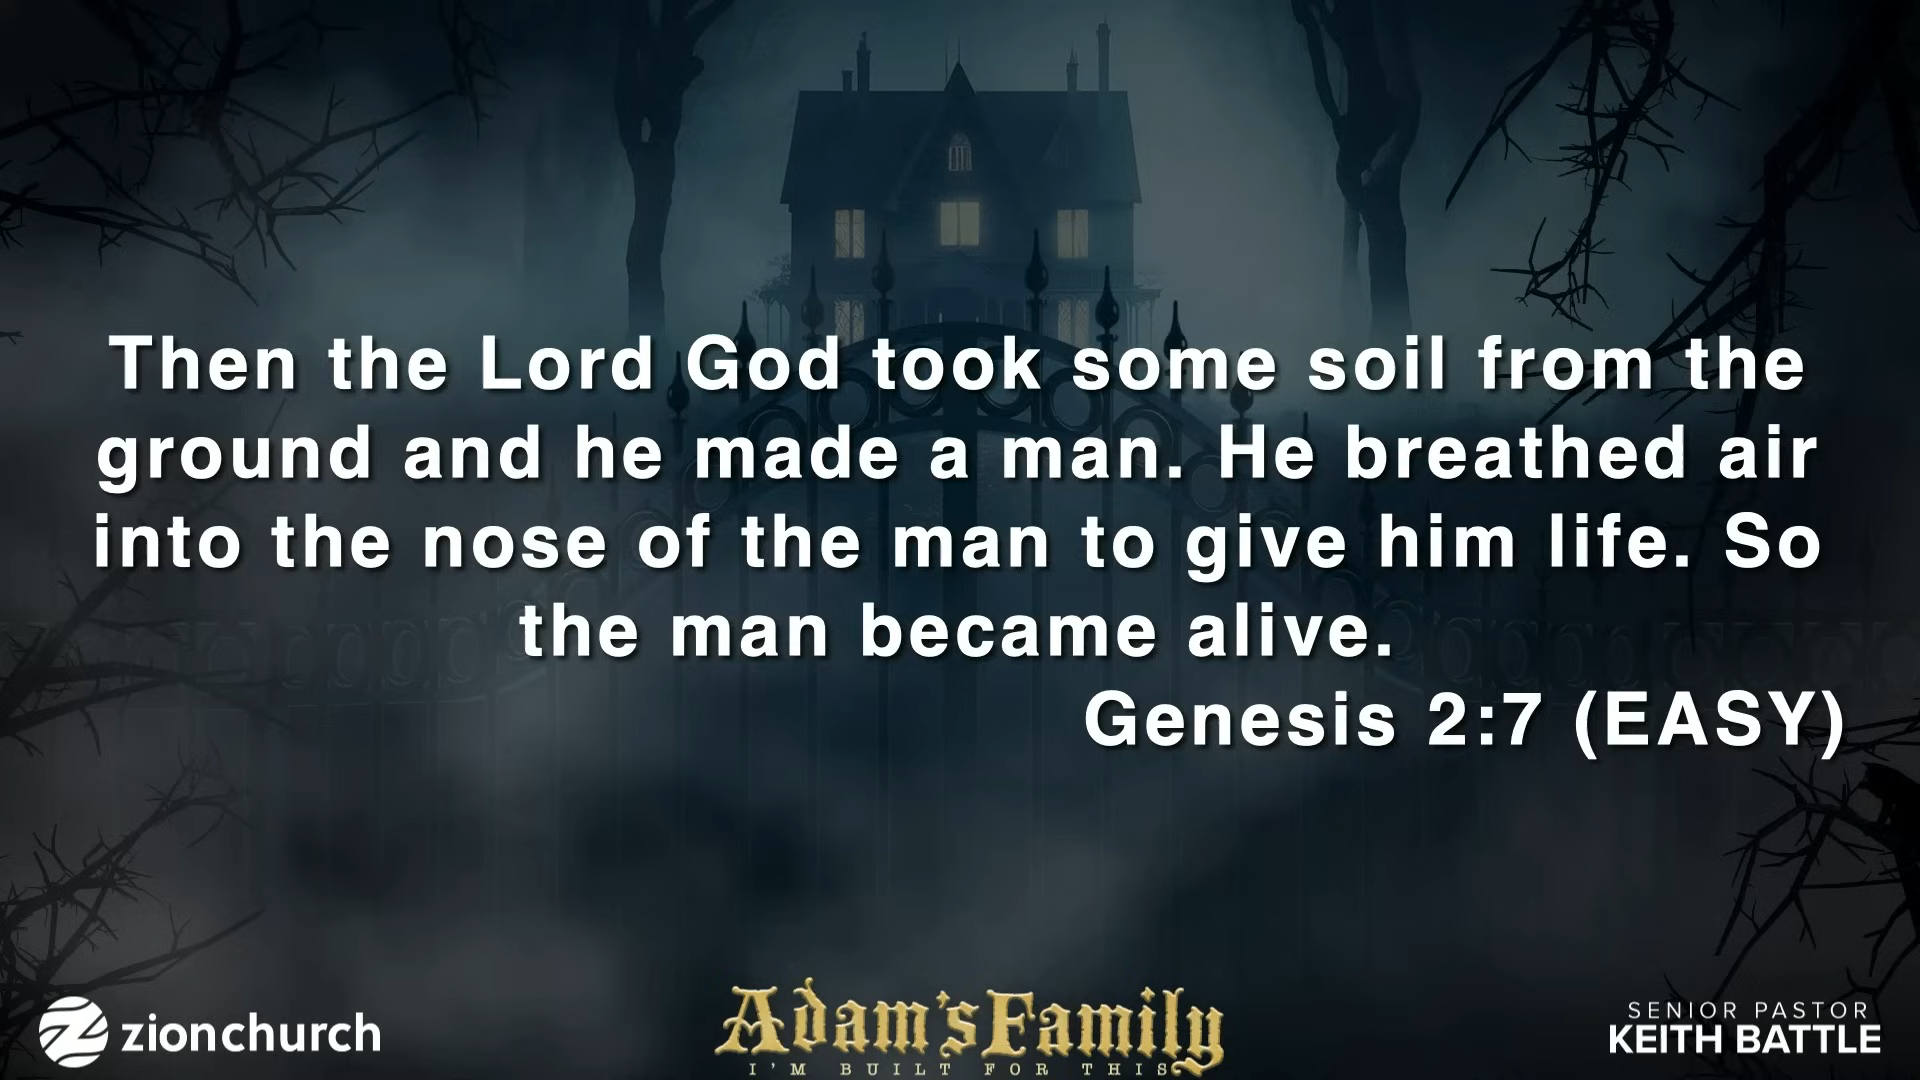 Then the Lord God took some soil from the
ground and he made a man. He breathed air
into the nose of the man to give him life. So
the man became alive.
Genesis 2:7 (EASY)
zionchurch
Adam's Family
I'M BUILT FOR THIS
SENIOR PASTOR
KEITH BATTLE